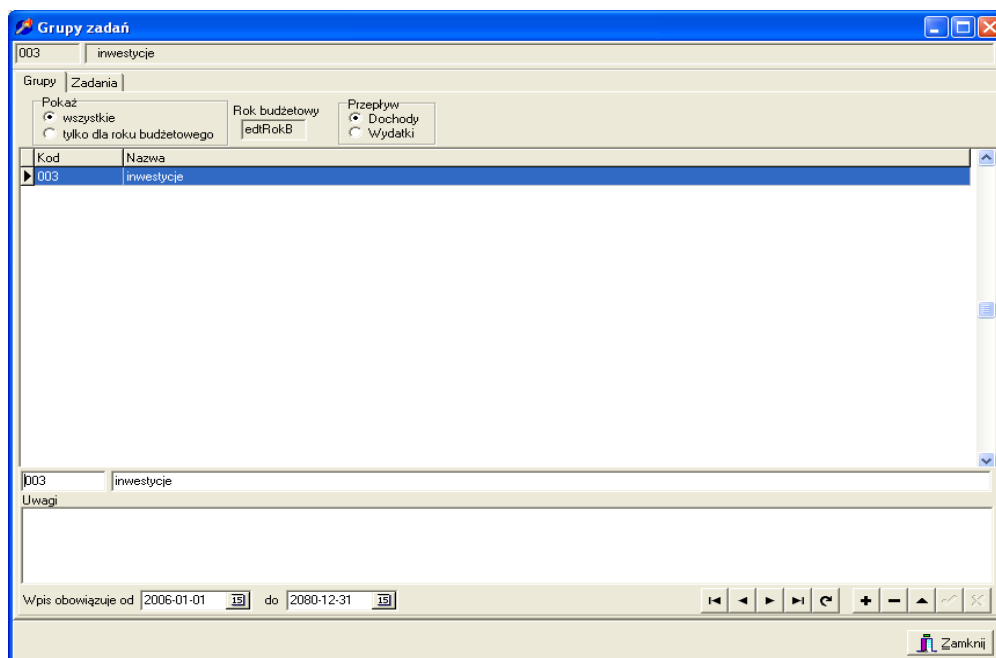 Grupy zadań
003 inwestycje
Grupy Zadania
Pokaż
wszystkie
tylko dla roku budżetowego
Rok budżetowy
edtRokB
Przepływ
Dochody
Wydatki
Kod Nazwa
003 inwestycje
003 inwestycje
Uwagi
Wpis obowiązuje od 2006-01-01 15 do 2080-12-31 15
Zamknij